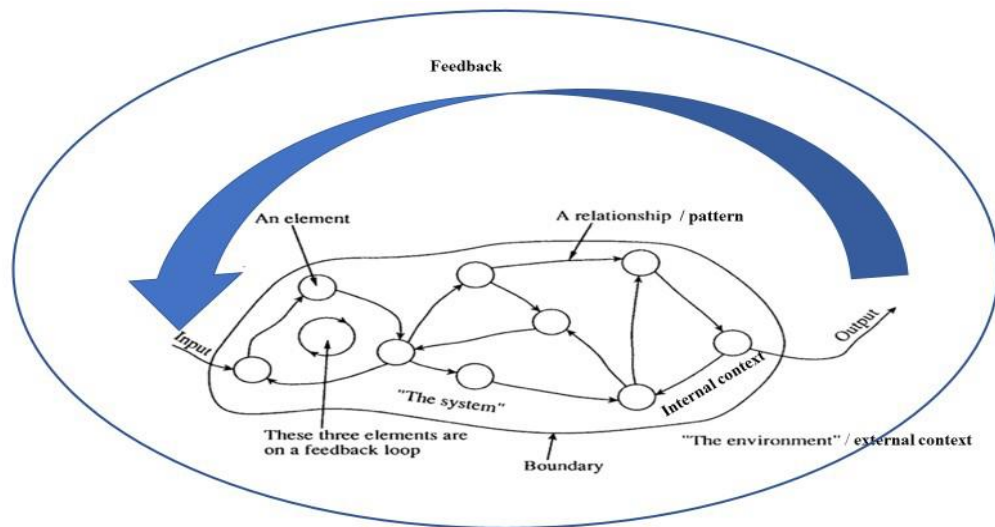 Feedback
An element
A relationship / pattern
Input
Output
Internal context
"The system"
These three elements are
on a feedback loop
"The environment" / external context
Boundary